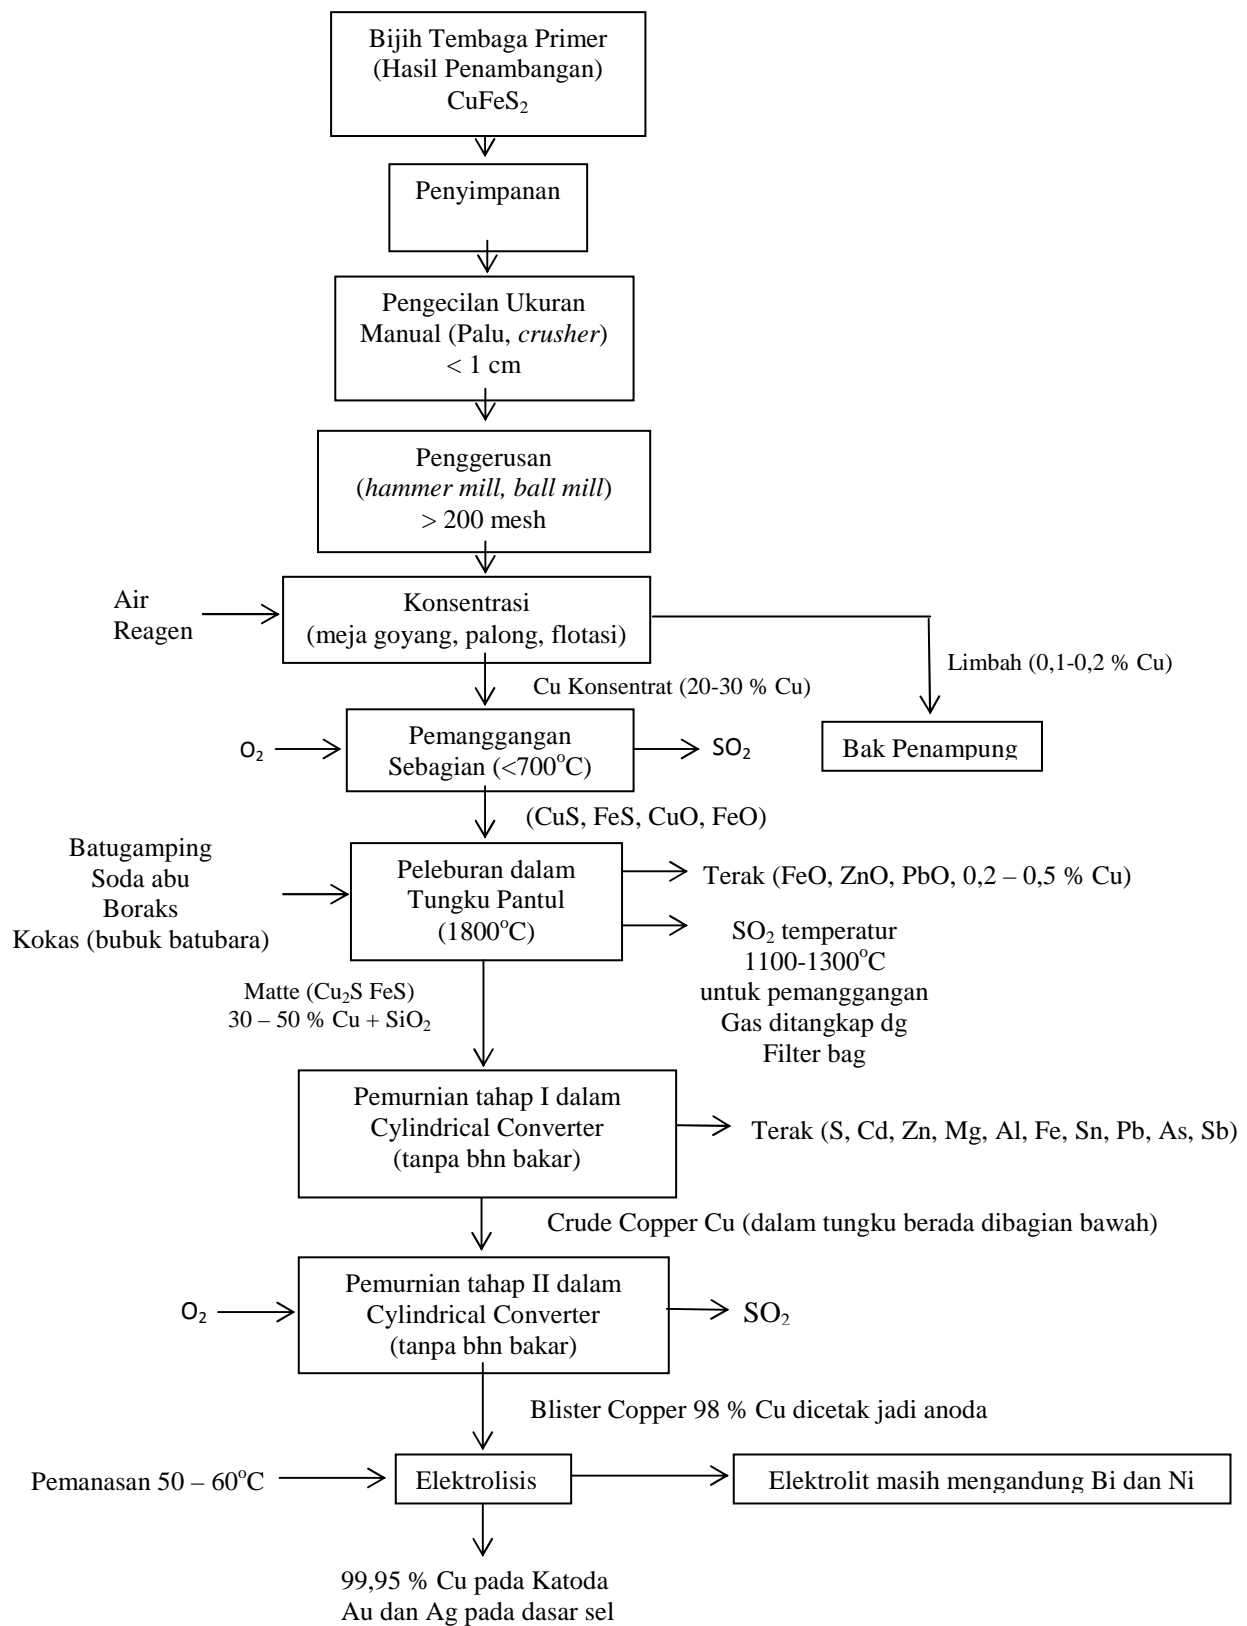 Bijih Tembaga Primer
(Hasil Penambangan)
CuFeS₂
Penyimpanan
Pengecilan Ukuran
Manual (Palu, crusher)
< 1 cm
Penggerusan
(hammer mill, ball mill)
> 200 mesh
Air
Reagen
Konsentrasi
(meja goyang, palong, flotasi)
Limbah (0,1-0,2 % Cu)
Cu Konsentrat (20-30 % Cu)
O₂
Pemanggangan
Sebagian (<700°C)
SO₂
Bak Penampung
(CuS, FeS, CuO, FeO)
Batugamping
Soda abu
Boraks
Kokas (bubuk batubara)
Peleburan dalam
Tungku Pantul
(1800°C)
Terak (FeO, ZnO, PbO, 0,2 – 0,5 % Cu)
SO₂ temperatur
1100-1300°C
untuk pemanggangan
Gas ditangkap dg
Filter bag
Matte (Cu₂S FeS)
30 – 50 % Cu + SiO₂
Pemurnian tahap I dalam
Cylindrical Converter
(tanpa bhn bakar)
Terak (S, Cd, Zn, Mg, Al, Fe, Sn, Pb, As, Sb)
Crude Copper Cu (dalam tungku berada dibagian bawah)
O₂
Pemurnian tahap II dalam
Cylindrical Converter
(tanpa bhn bakar)
SO₂
Blister Copper 98 % Cu dicetak jadi anoda
Pemanasan 50 – 60°C
Elektrolisis
Elektrolit masih mengandung Bi dan Ni
99,95 % Cu pada Katoda
Au dan Ag pada dasar sel